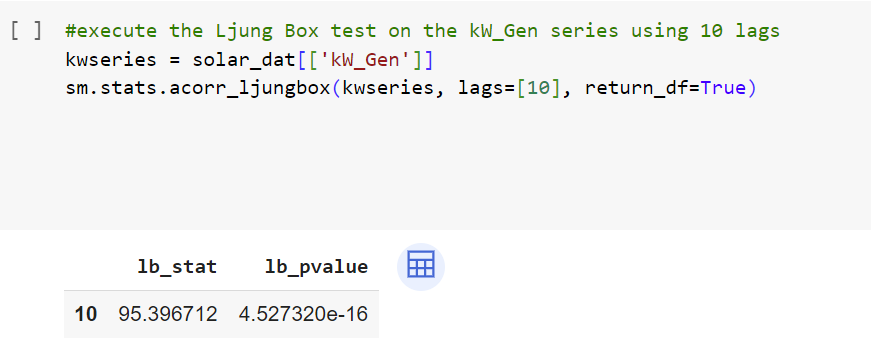 [ ] #execute the Ljung Box test on the kW_Gen series using 10 lags
kwseries = solar_dat[['kW_Gen']]
sm.stats.acorr_ljungbox(kwseries, lags=[10], return_df=True)
lb_stat lb_pvalue
10 95.396712 4.527320e-16